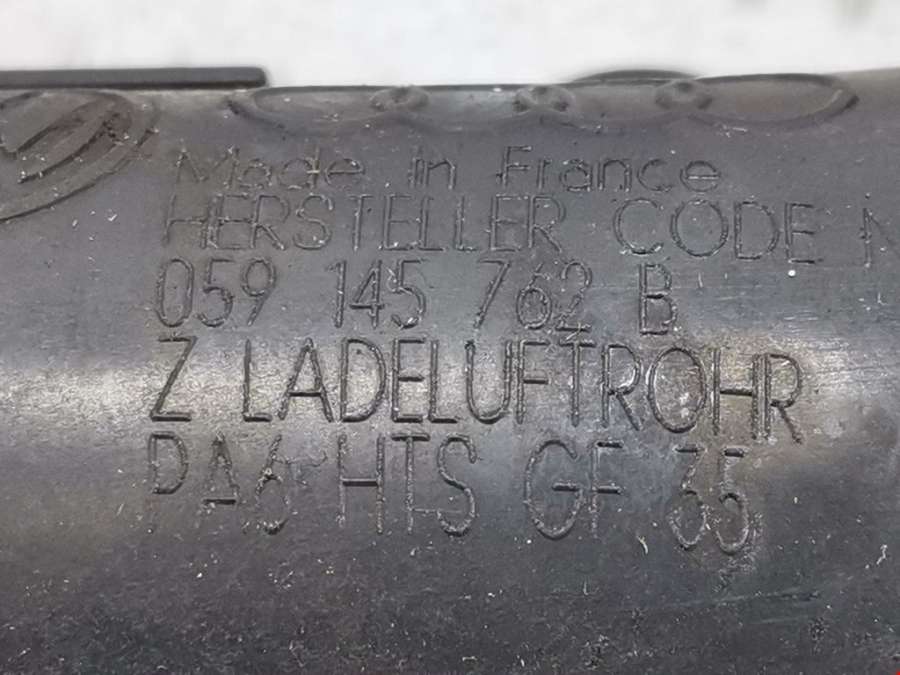 Made in France
HERSTELLER CODE N
059 145 762 B
Z LADELUFTROHR
PA6 HTS GF 35